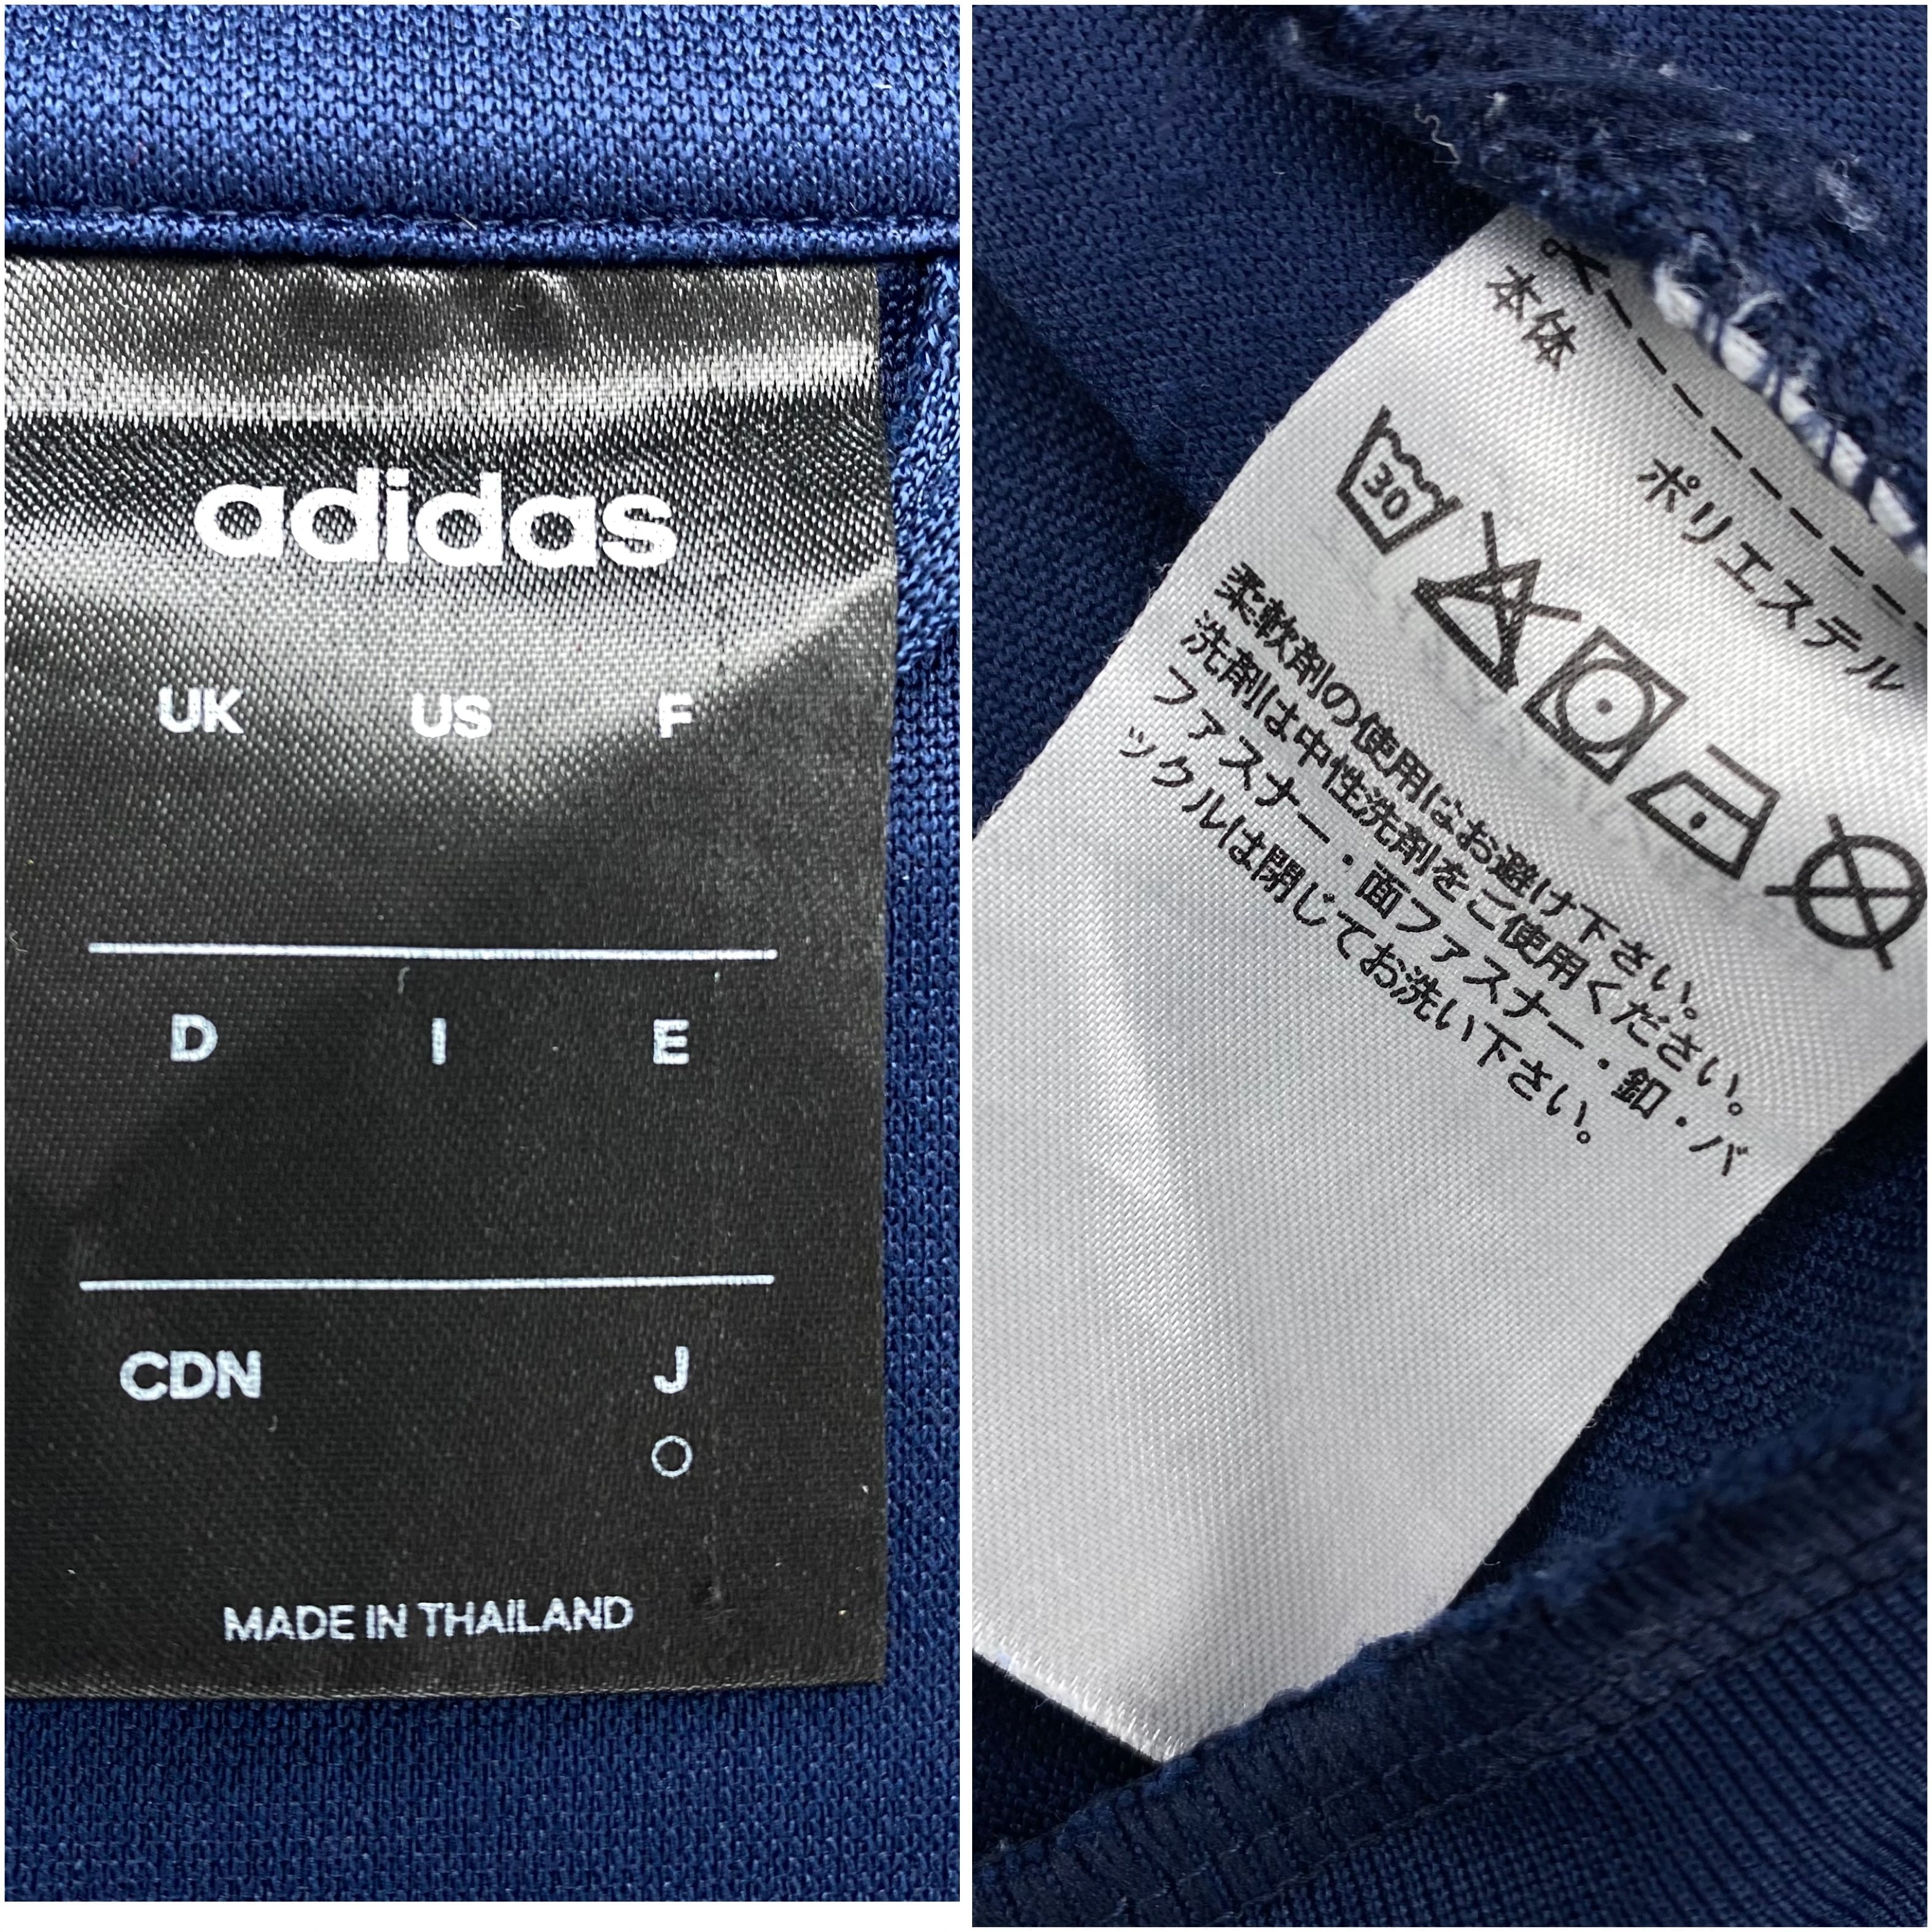 adidas
UK US F
D I E
CDN J
O
MADE IN THAILAND
本体
ポリエステル
30
柔軟剤の使用はお避け下さい。
洗剤は中性洗剤をご使用ください。
ファスナー・面ファスナー・釦・バ
ックルは閉じてお洗い下さい。